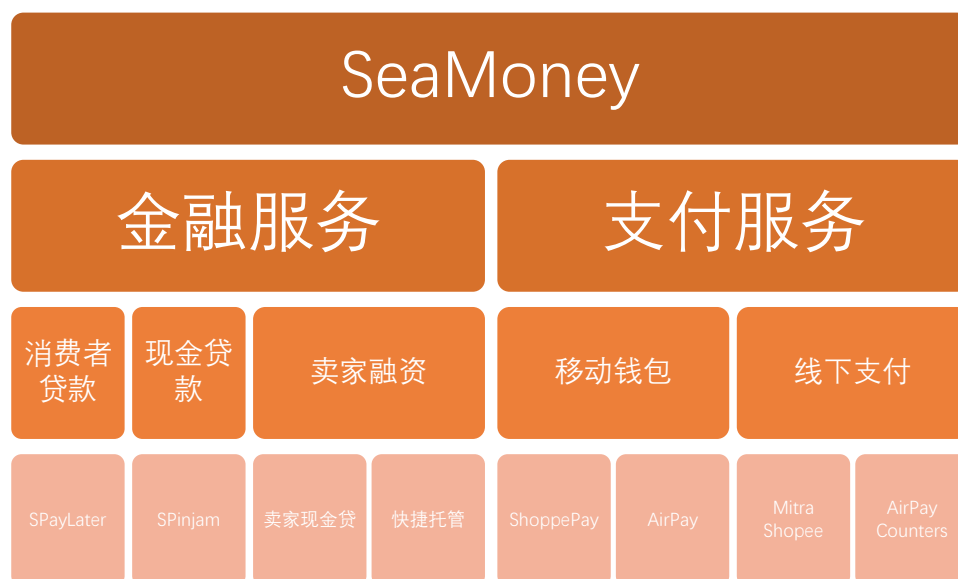 SeaMoney
金融服务
支付服务
消费者
贷款
现金贷
款
卖家融资
移动钱包
线下支付
SPayLater
SPinjam
卖家现金贷
快捷托管
ShoppePay
AirPay
Mitra
Shopee
AirPay
Counters